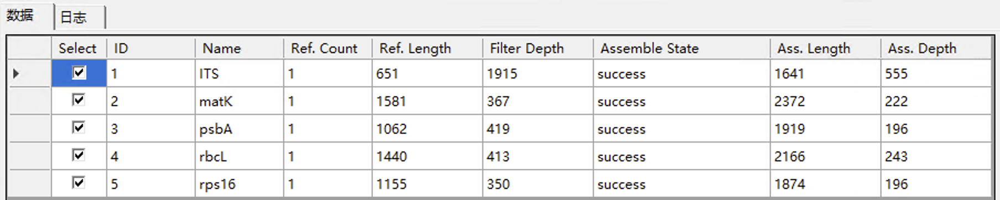 数据 日志
Select ID Name Ref. Count Ref. Length Filter Depth Assemble State Ass. Length Ass. Depth
1 ITS 1 651 1915 success 1641 555
2 matK 1 1581 367 success 2372 222
3 psbA 1 1062 419 success 1919 196
4 rbcL 1 1440 413 success 2166 243
5 rps16 1 1155 350 success 1874 196